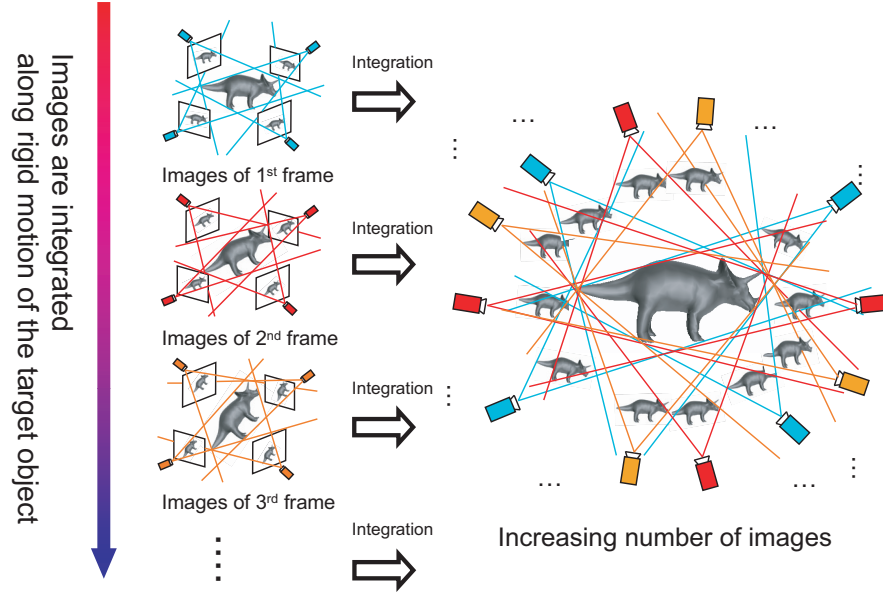 Images are integrated
along rigid motion of the target object
Integration
Images of 1st frame
Integration
Images of 2nd frame
Integration
Images of 3rd frame
Integration
Increasing number of images